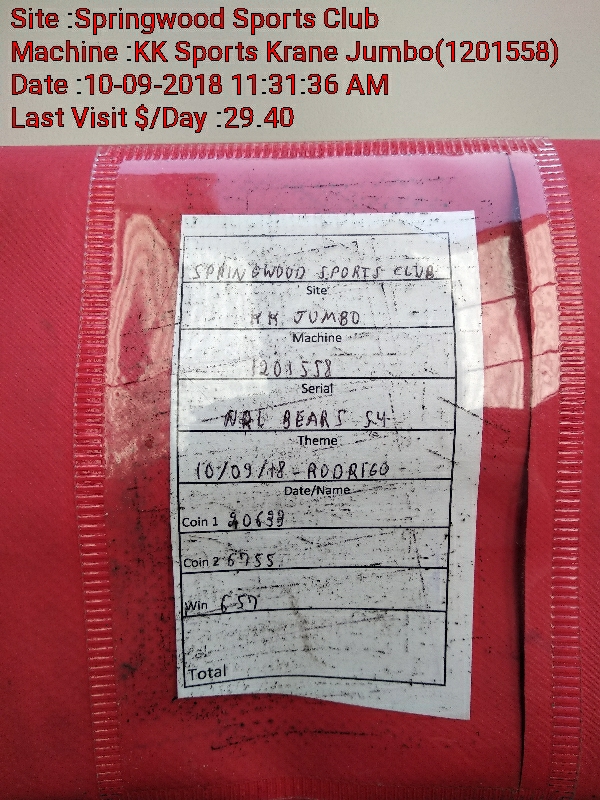 Site :Springwood Sports Club
Machine :KK Sports Krane Jumbo(1201558)
Date :10-09-2018 11:31:36 AM
Last Visit $/Day :29.40
SPRINGWOOD SPORTS CLUB
Site
KK JUMBO
Machine
1201558
Serial
NRL BEARS S4
Theme
10/09/18 - RODRIGO
Date/Name
Coin 1 20699
Coin 2 6755
Win 657
Total